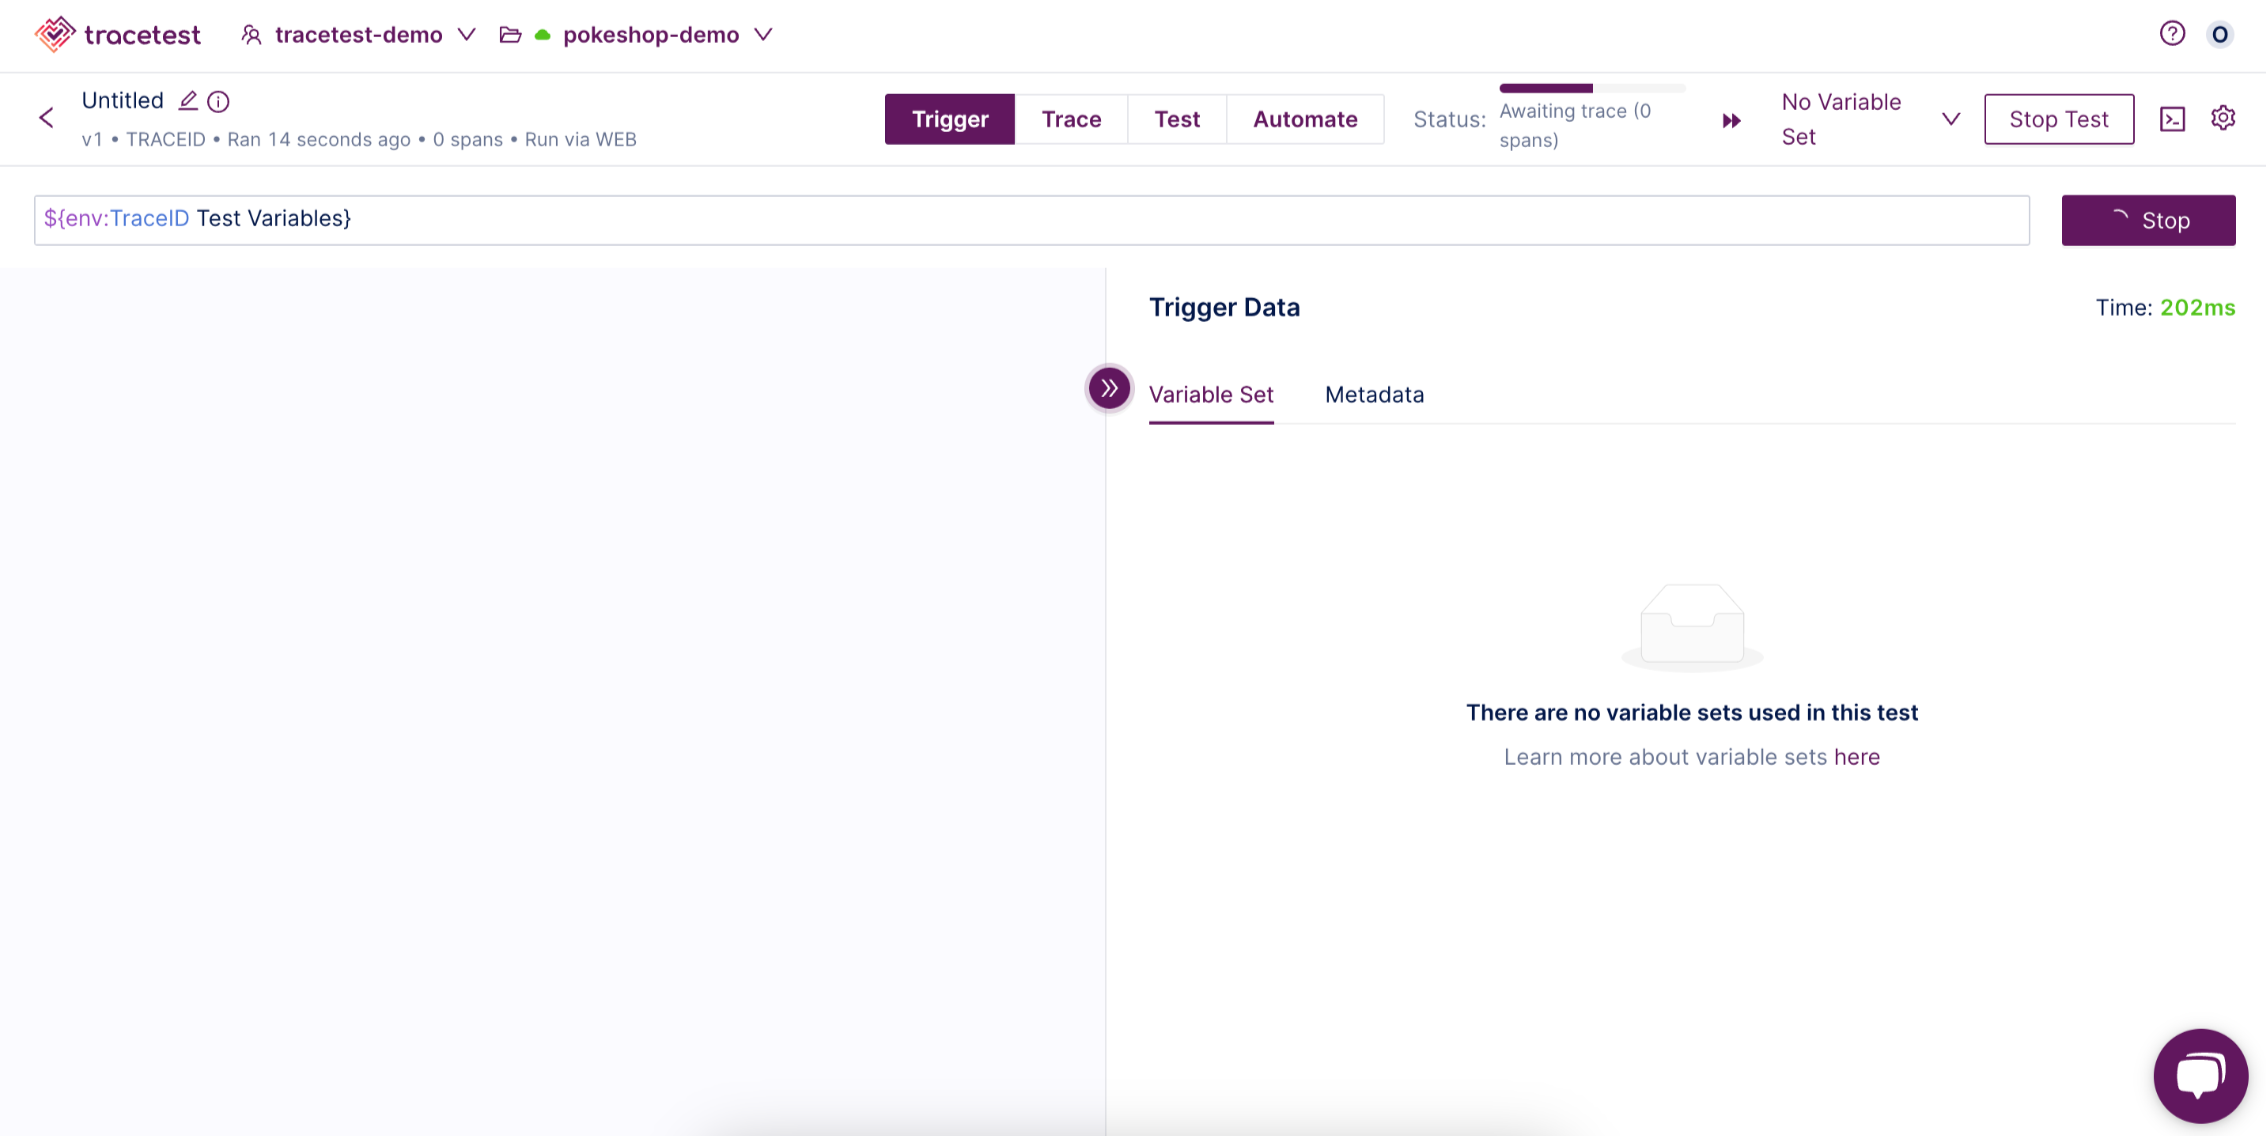 tracetest tracetest-demo pokeshop-demo O
Untitled
v1 • TRACEID • Ran 14 seconds ago • 0 spans • Run via WEB
Trigger Trace Test Automate
Status: Awaiting trace (0
spans)
No Variable
Set
Stop Test
${env:TraceID Test Variables}
Stop
Trigger Data
Time: 202ms
Variable Set Metadata
There are no variable sets used in this test
Learn more about variable sets here